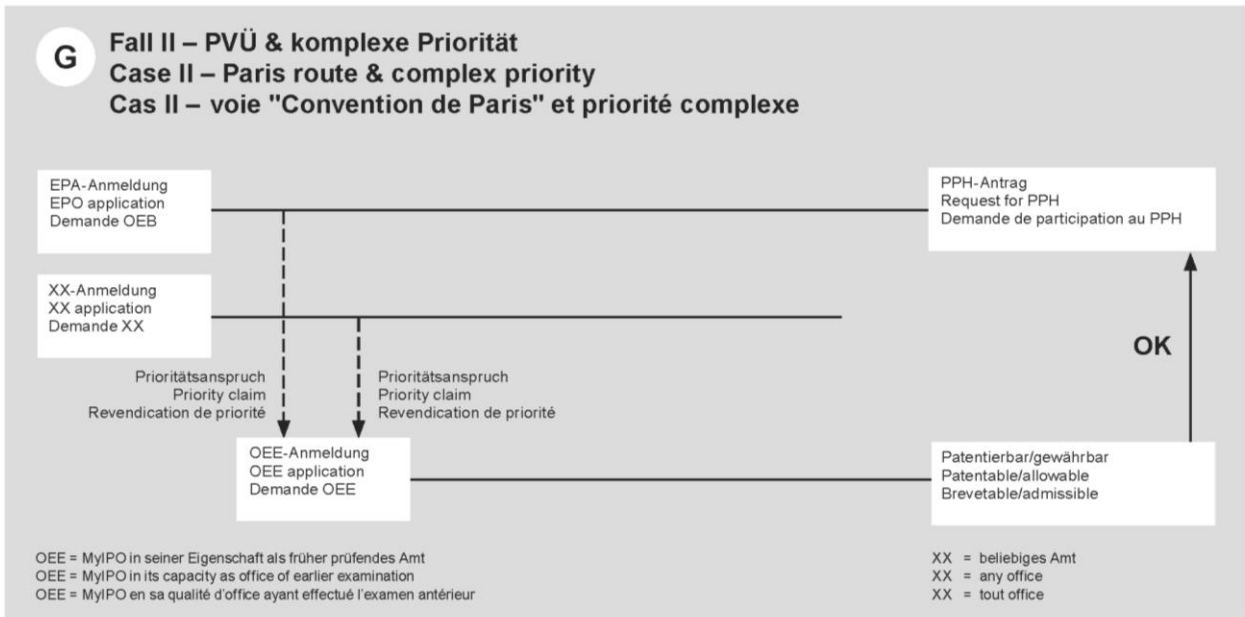 G
Fall II – PVÜ & komplexe Priorität
Case II – Paris route & complex priority
Cas II – voie "Convention de Paris" et priorité complexe
EPA-Anmeldung
EPO application
Demande OEB
PPH-Antrag
Request for PPH
Demande de participation au PPH
XX-Anmeldung
XX application
Demande XX
OK
Prioritätsanspruch
Priority claim
Revendication de priorité
Prioritätsanspruch
Priority claim
Revendication de priorité
OEE-Anmeldung
OEE application
Demande OEE
Patentierbar/gewährbar
Patentable/allowable
Brevetable/admissible
OEE = MyIPO in seiner Eigenschaft als früher prüfendes Amt
OEE = MyIPO in its capacity as office of earlier examination
OEE = MyIPO en sa qualité d'office ayant effectué l'examen antérieur
XX = beliebiges Amt
XX = any office
XX = tout office